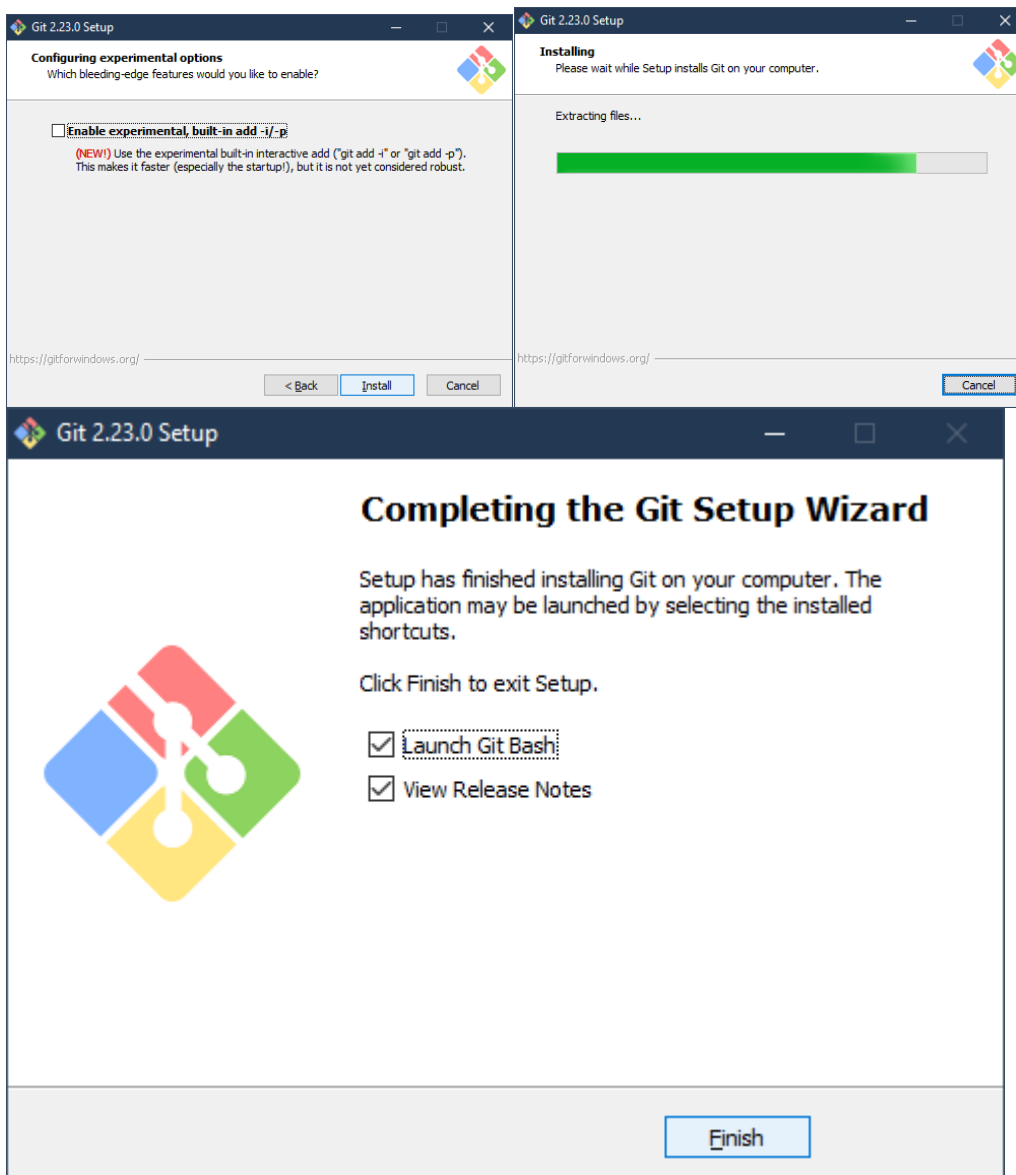 Git 2.23.0 Setup
Configuring experimental options
Which bleeding-edge features would you like to enable?
Enable experimental, built-in add -i/-p
(NEW!) Use the experimental built-in interactive add ("git add -i" or "git add -p").
This makes it faster (especially the startup!), but it is not yet considered robust.
https://gitforwindows.org/
< Back
Install
Cancel
Git 2.23.0 Setup
Installing
Please wait while Setup installs Git on your computer.
Extracting files...
https://gitforwindows.org/
Cancel
Git 2.23.0 Setup
Completing the Git Setup Wizard
Setup has finished installing Git on your computer. The
application may be launched by selecting the installed
shortcuts.
Click Finish to exit Setup.
Launch Git Bash
View Release Notes
Finish